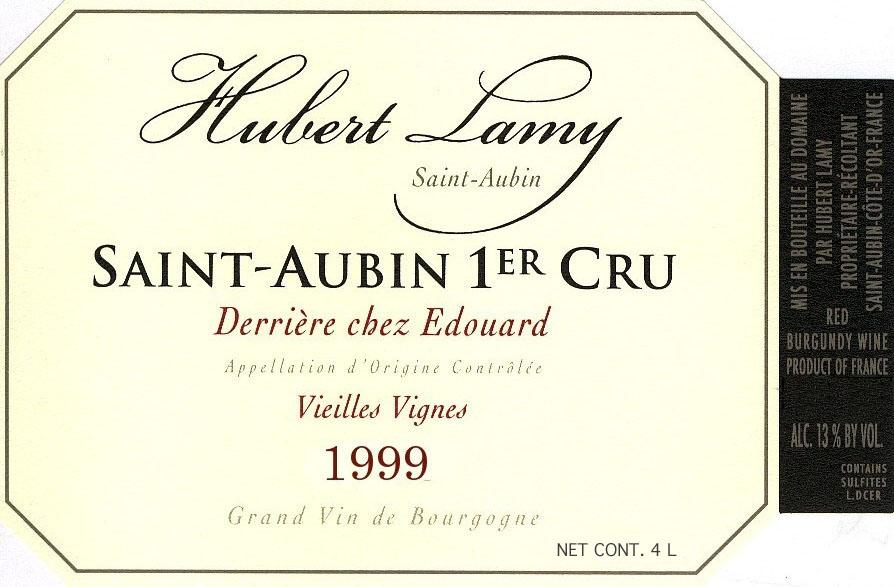 Hubert Lamy
Saint-Aubin
SAINT-AUBIN 1ER CRU
Derrière chez Edouard
Appellation d'Origine Contrôlée
Vieilles Vignes
1999
Grand Vin de Bourgogne
NET CONT. 4 L
MIS EN BOUTEILLE AU DOMAINE
PAR HUBERT LAMY
PROPRIÉTAIRE-RÉCOLTANT
SAINT-AUBIN-CÔTE-D'OR-FRANCE
RED
BURGUNDY WINE
PRODUCT OF FRANCE
ALC. 13 % BY VOL.
CONTAINS
SULFITES
L.DCER